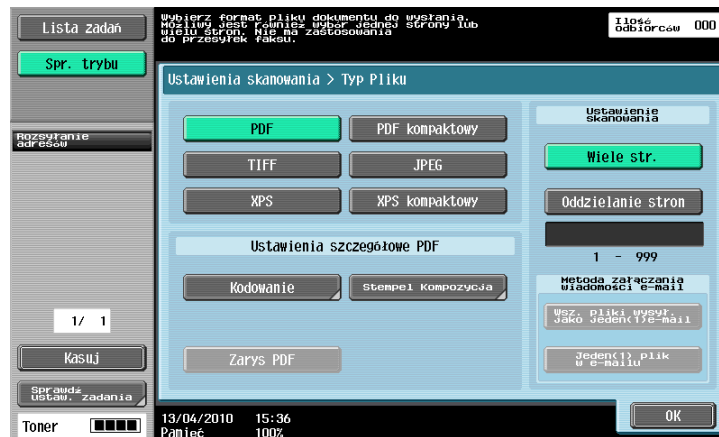 Lista zadań
Wybierz format pliku dokumentu do wysłania.
Możliwy jest również wybór jednej strony lub
wielu stron. Nie ma zastosowania
do przesyłek faksu.
Ilość
odbiorców
000
Spr. trybu
Ustawienia skanowania > Typ Pliku
Rozsyłanie
adresów
PDF
PDF kompaktowy
TIFF
JPEG
XPS
XPS kompaktowy
Ustawienie
skanowania
Wiele str.
Oddzielanie stron
1 - 999
Ustawienia szczegółowe PDF
Kodowanie
Stempel Kompozycja
Zarys PDF
Metoda załączania
wiadomości e-mail
Wsz. pliki wysył.
jako jeden(1)e-mail
Jeden(1) plik
w e-mailu
1/ 1
Kasuj
Sprawdź
ustaw. zadania
Toner
13/04/2010 15:36
Pamięć 100%
OK